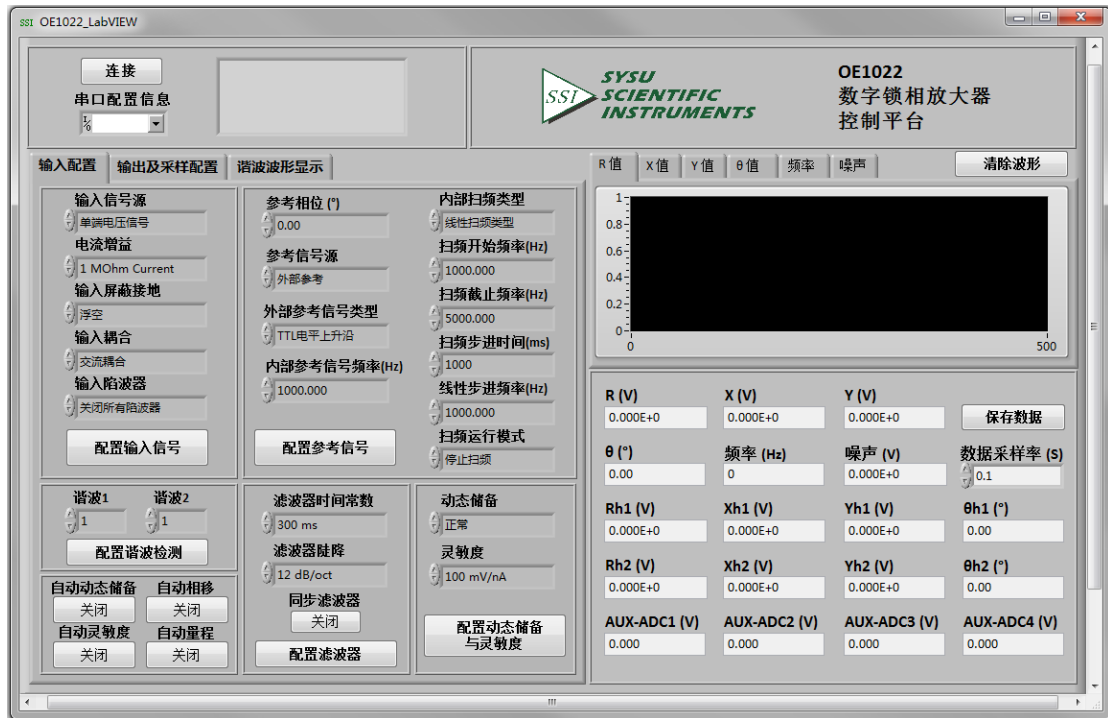 SSI OE1022_LabVIEW
连接
串口配置信息
I/O
SSI
SYSU
SCIENTIFIC
INSTRUMENTS
OE1022
数字锁相放大器
控制平台
输入配置 输出及采样配置 谐波波形显示
输入信号源
单端电压信号
电流增益
1 MOhm Current
输入屏蔽接地
浮空
输入耦合
交流耦合
输入陷波器
关闭所有陷波器
配置输入信号
参考相位 (°)
0.00
参考信号源
外部参考
外部参考信号类型
TTL电平上升沿
内部参考信号频率(Hz)
1000.000
配置参考信号
内部扫频类型
线性扫频类型
扫频开始频率(Hz)
1000.000
扫频截止频率(Hz)
5000.000
扫频步进时间(ms)
1000
线性步进频率(Hz)
1000.000
扫频运行模式
停止扫频
谐波1 谐波2
1 1
配置谐波检测
自动动态储备 自动相移
关闭 关闭
自动灵敏度 自动量程
关闭 关闭
滤波器时间常数
300 ms
滤波器陡降
12 dB/oct
同步滤波器
关闭
配置滤波器
动态储备
正常
灵敏度
100 mV/nA
配置动态储备
与灵敏度
R 值 X 值 Y 值 θ 值 频率 噪声
清除波形
1
0.8
0.6
0.4
0.2
0
0 500
R (V) X (V) Y (V)
0.000E+0 0.000E+0 0.000E+0 保存数据
θ (°) 频率 (Hz) 噪声 (V) 数据采样率 (S)
0.00 0 0.000E+0 0.1
Rh1 (V) Xh1 (V) Yh1 (V) θh1 (°)
0.000E+0 0.000E+0 0.000E+0 0.00
Rh2 (V) Xh2 (V) Yh2 (V) θh2 (°)
0.000E+0 0.000E+0 0.000E+0 0.00
AUX-ADC1 (V) AUX-ADC2 (V) AUX-ADC3 (V) AUX-ADC4 (V)
0.000 0.000 0.000 0.000